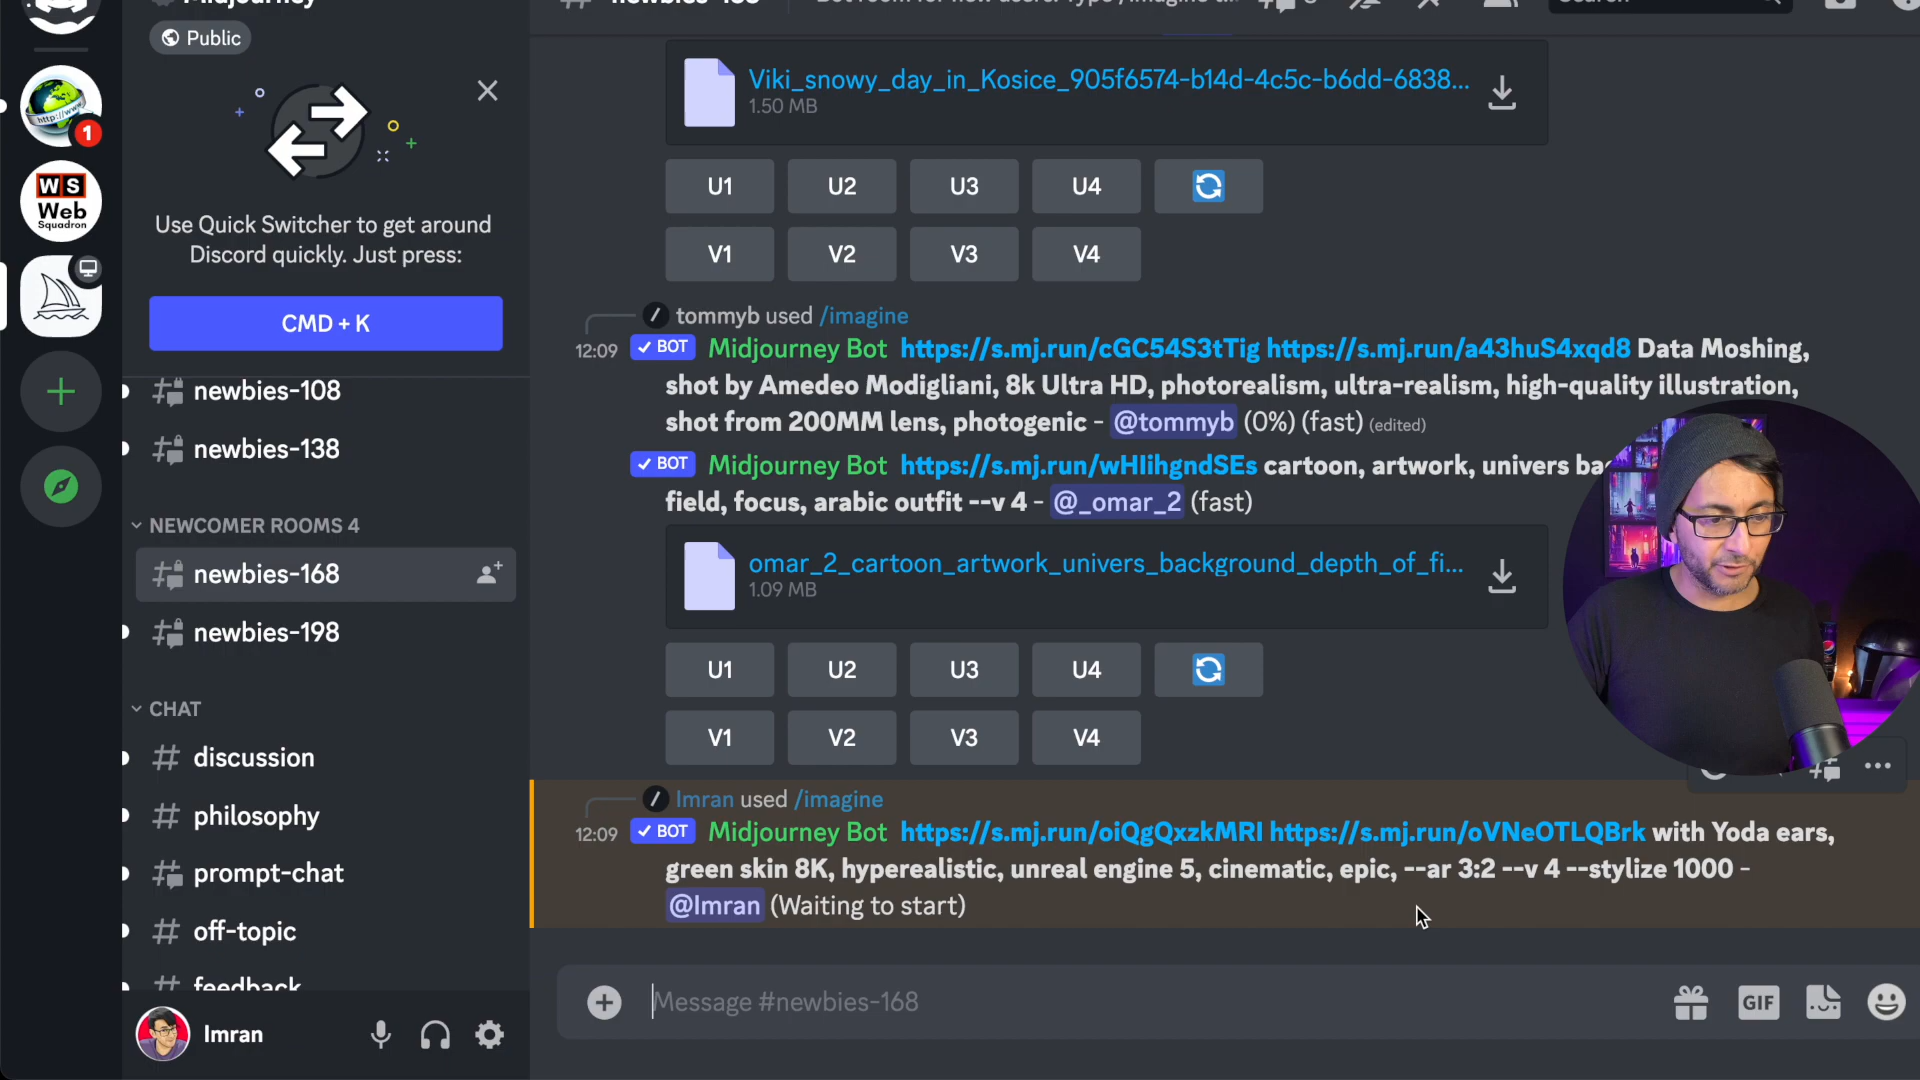 Public
Use Quick Switcher to get around
Discord quickly. Just press:
CMD + K
newbies-108
newbies-138
NEWCOMER ROOMS 4
newbies-168
newbies-198
CHAT
discussion
philosophy
prompt-chat
off-topic
feedback
Imran
http://www
1
WS
Web
Squadron
Viki_snowy_day_in_Kosice_905f6574-b14d-4c5c-b6dd-6838...
1.50 MB
U1 U2 U3 U4
V1 V2 V3 V4
tommyb used /imagine
12:09 BOT Midjourney Bot https://s.mj.run/cGC54S3tTig https://s.mj.run/a43huS4xqd8 Data Moshing,
shot by Amedeo Modigliani, 8k Ultra HD, photorealism, ultra-realism, high-quality illustration,
shot from 200MM lens, photogenic - @tommyb (0%) (fast) (edited)
BOT Midjourney Bot https://s.mj.run/wHIihgndSEs cartoon, artwork, univers
field, focus, arabic outfit --v 4 - @_omar_2 (fast)
omar_2_cartoon_artwork_univers_background_depth_of_fi...
1.09 MB
U1 U2 U3 U4
V1 V2 V3 V4
Imran used /imagine
12:09 BOT Midjourney Bot https://s.mj.run/oiQgQxzkMRI https://s.mj.run/oVNeOTLQBrk with Yoda ears,
green skin 8K, hyperealistic, unreal engine 5, cinematic, epic, --ar 3:2 --v 4 --stylize 1000 -
@Imran (Waiting to start)
Message #newbies-168
GIF